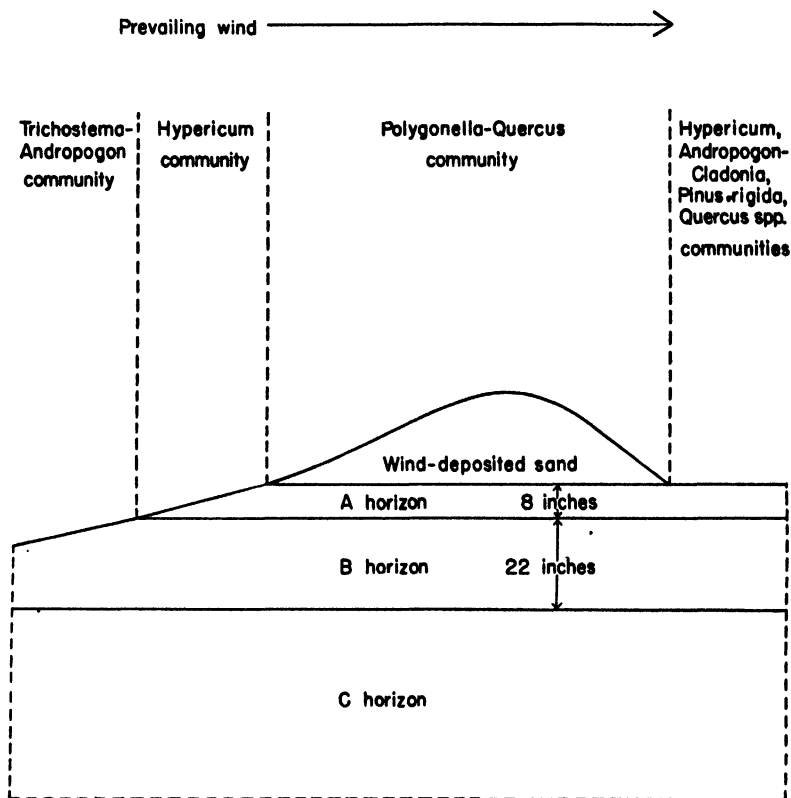 Prevailing wind
Trichostema-
Andropogon
community
Hypericum
community
Polygonella-Quercus
community
Hypericum,
Andropogon-
Cladonia,
Pinus rigida,
Quercus spp.
communities
Wind-deposited sand
A horizon 8 inches
B horizon 22 inches
C horizon